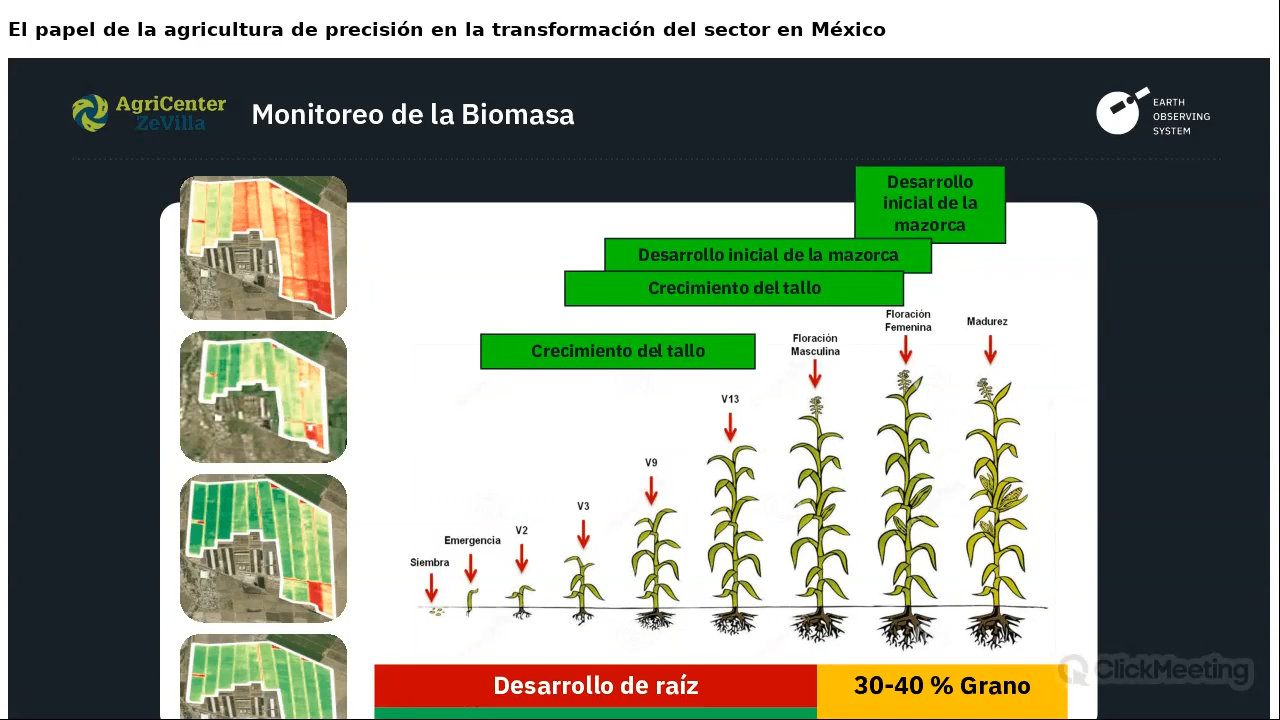 El papel de la agricultura de precisión en la transformación del sector en México
AgriCenter
ZeVilla
Monitoreo de la Biomasa
EARTH
OBSERVING
SYSTEM
Desarrollo
inicial de la
mazorca
Desarrollo inicial de la mazorca
Crecimiento del tallo
Crecimiento del tallo
Floración
Femenina
Madurez
Floración
Masculina
V13
V9
V3
V2
Emergencia
Siembra
Desarrollo de raíz
30-40 % Grano
ClickMeeting